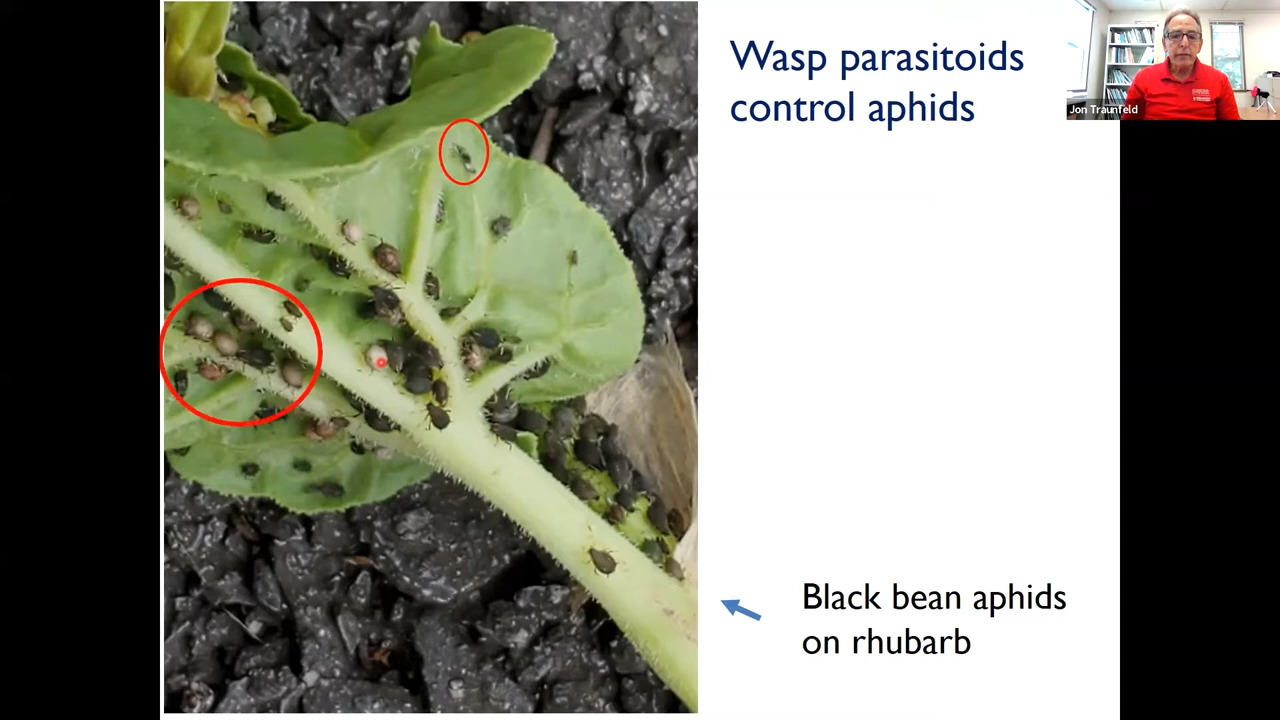 Wasp parasitoids
control aphids
Jon Traunfeld
Black bean aphids
on rhubarb